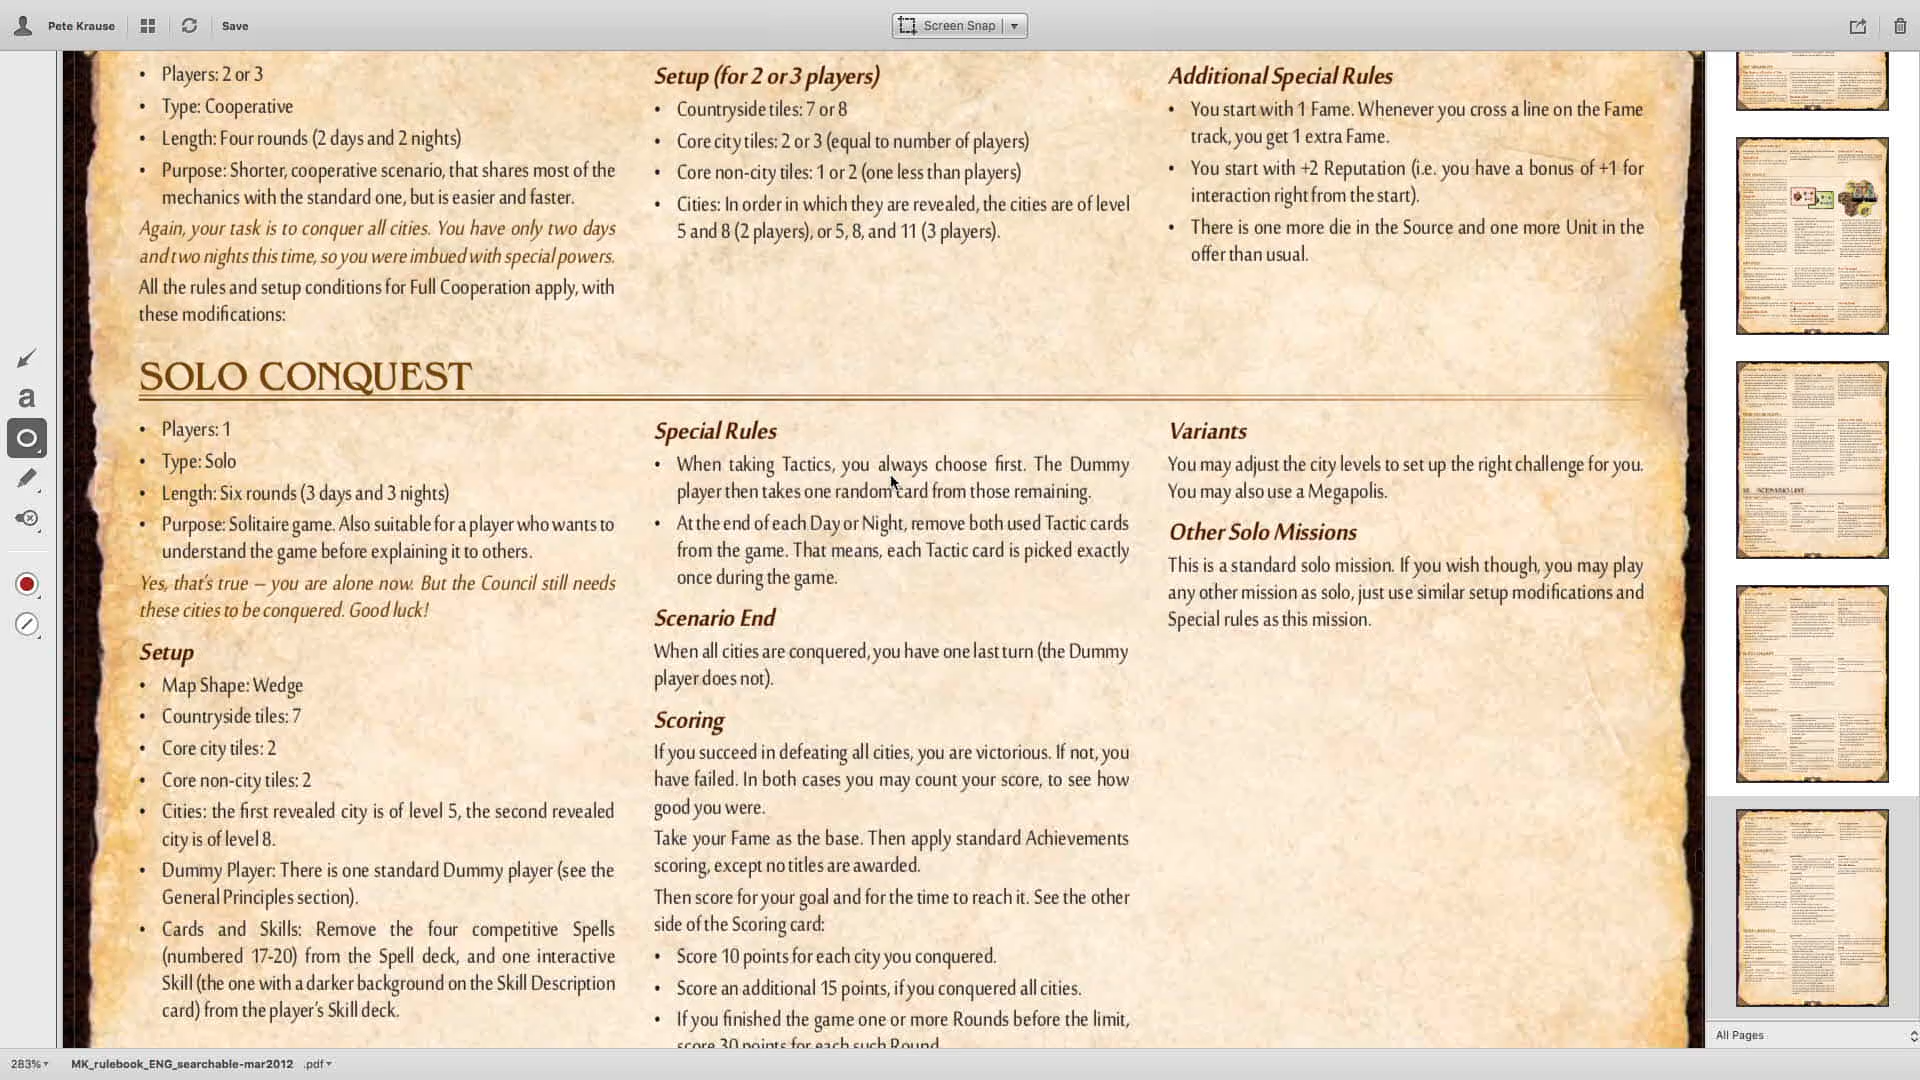 Pete Krause
Save
Screen Snap
• Players: 2 or 3
• Type: Cooperative
• Length: Four rounds (2 days and 2 nights)
• Purpose: Shorter, cooperative scenario, that shares most of the
mechanics with the standard one, but is easier and faster.
Again, your task is to conquer all cities. You have only two days
and two nights this time, so you were imbued with special powers.
All the rules and setup conditions for Full Cooperation apply, with
these modifications:
Setup (for 2 or 3 players)
• Countryside tiles: 7 or 8
• Core city tiles: 2 or 3 (equal to number of players)
• Core non-city tiles: 1 or 2 (one less than players)
• Cities: In order in which they are revealed, the cities are of level
5 and 8 (2 players), or 5, 8, and 11 (3 players).
Additional Special Rules
• You start with 1 Fame. Whenever you cross a line on the Fame
track, you get 1 extra Fame.
• You start with +2 Reputation (i.e. you have a bonus of +1 for
interaction right from the start).
• There is one more die in the Source and one more Unit in the
offer than usual.
SOLO CONQUEST
• Players: 1
• Type: Solo
• Length: Six rounds (3 days and 3 nights)
• Purpose: Solitaire game. Also suitable for a player who wants to
understand the game before explaining it to others.
Yes, that's true – you are alone now. But the Council still needs
these cities to be conquered. Good luck!
Setup
• Map Shape: Wedge
• Countryside tiles: 7
• Core city tiles: 2
• Core non-city tiles: 2
• Cities: the first revealed city is of level 5, the second revealed
city is of level 8.
• Dummy Player: There is one standard Dummy player (see the
General Principles section).
• Cards and Skills: Remove the four competitive Spells
(numbered 17-20) from the Spell deck, and one interactive
Skill (the one with a darker background on the Skill Description
card) from the player's Skill deck.
Special Rules
• When taking Tactics, you always choose first. The Dummy
player then takes one random card from those remaining.
• At the end of each Day or Night, remove both used Tactic cards
from the game. That means, each Tactic card is picked exactly
once during the game.
Scenario End
When all cities are conquered, you have one last turn (the Dummy
player does not).
Scoring
If you succeed in defeating all cities, you are victorious. If not, you
have failed. In both cases you may count your score, to see how
good you were.
Take your Fame as the base. Then apply standard Achievements
scoring, except no titles are awarded.
Then score for your goal and for the time to reach it. See the other
side of the Scoring card:
• Score 10 points for each city you conquered.
• Score an additional 15 points, if you conquered all cities.
• If you finished the game one or more Rounds before the limit,
score 30 points for each such Round.
Variants
You may adjust the city levels to set up the right challenge for you.
You may also use a Megapolis.
Other Solo Missions
This is a standard solo mission. If you wish though, you may play
any other mission as solo, just use similar setup modifications and
Special rules as this mission.
a
All Pages
283%
MK_rulebook_ENG_searchable-mar2012 .pdf